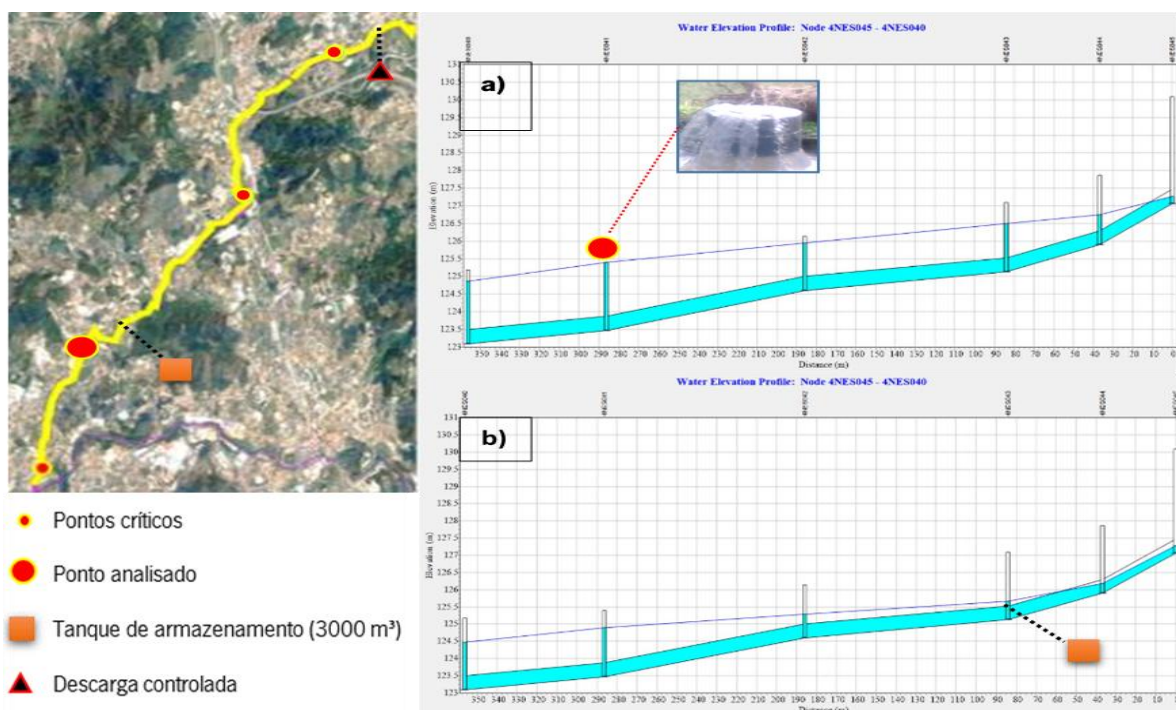 Water Elevation Profile: Node 4NES045 - 4NES040
a)
131
130.5
130
129.5
129
128.5
128
127.5
127
126.5
126
125.5
125
124.5
124
123.5
123
Elevation (m)
350 340 330 320 310 300 290 280 270 260 250 240 230 220 210 200 190 180 170 160 150 140 130 120 110 100 90 80 70 60 50 40 30 20 10 0
Distance (m)
Water Elevation Profile: Node 4NES045 - 4NES040
b)
131
130.5
130
129.5
129
128.5
128
127.5
127
126.5
126
125.5
125
124.5
124
123.5
123
Elevation (m)
350 340 330 320 310 300 290 280 270 260 250 240 230 220 210 200 190 180 170 160 150 140 130 120 110 100 90 80 70 60 50 40 30 20 10 0
Distance (m)
Pontos críticos
Ponto analisado
Tanque de armazenamento (3000 m³)
Descarga controlada